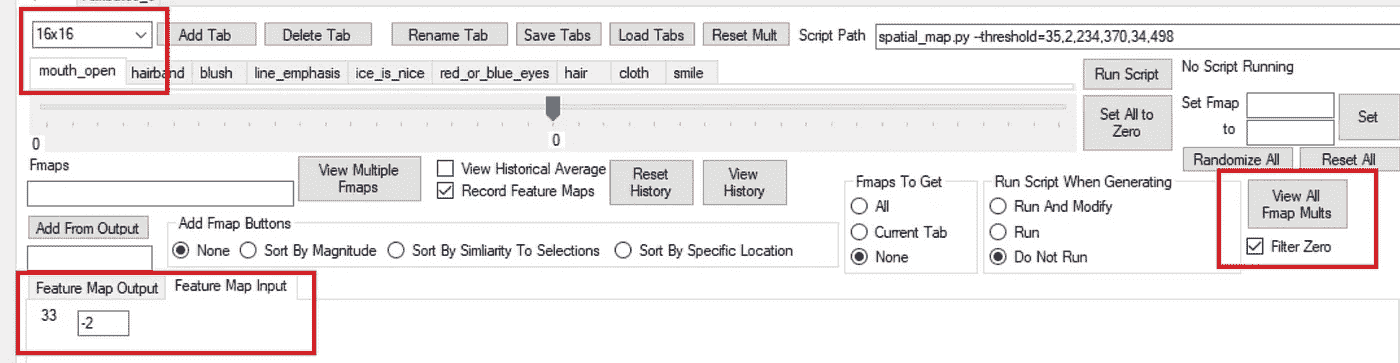 16x16
Add Tab
Delete Tab
Rename Tab
Save Tabs
Load Tabs
Reset Mult
Script Path
spatial_map.py --threshold=35,2,234,370,34,498
mouth_open
hairband
blush
line_emphasis
ice_is_nice
red_or_blue_eyes
hair
cloth
smile
Run Script
No Script Running
Set All to
Zero
Set Fmap
to
Set
0
0
Randomize All
Reset All
Fmaps
View Multiple
Fmaps
View Historical Average
Record Feature Maps
Reset
History
View
History
Fmaps To Get
All
Current Tab
None
Run Script When Generating
Run And Modify
Run
Do Not Run
View All
Fmap Mults
Filter Zero
Add From Output
Add Fmap Buttons
None
Sort By Magnitude
Sort By Simliarity To Selections
Sort By Specific Location
Feature Map Output
Feature Map Input
33
-2